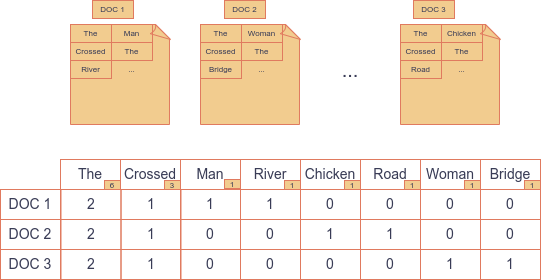 DOC 1 DOC 2 DOC 3
The Man The Woman The Chicken
Crossed The Crossed The Crossed The
River ... Bridge ... Road ...
...
The 6 Crossed 3 Man 1 River 1 Chicken 1 Road 1 Woman 1 Bridge 1
DOC 1 2 1 1 1 0 0 0 0
DOC 2 2 1 0 0 1 1 0 0
DOC 3 2 1 0 0 0 0 1 1